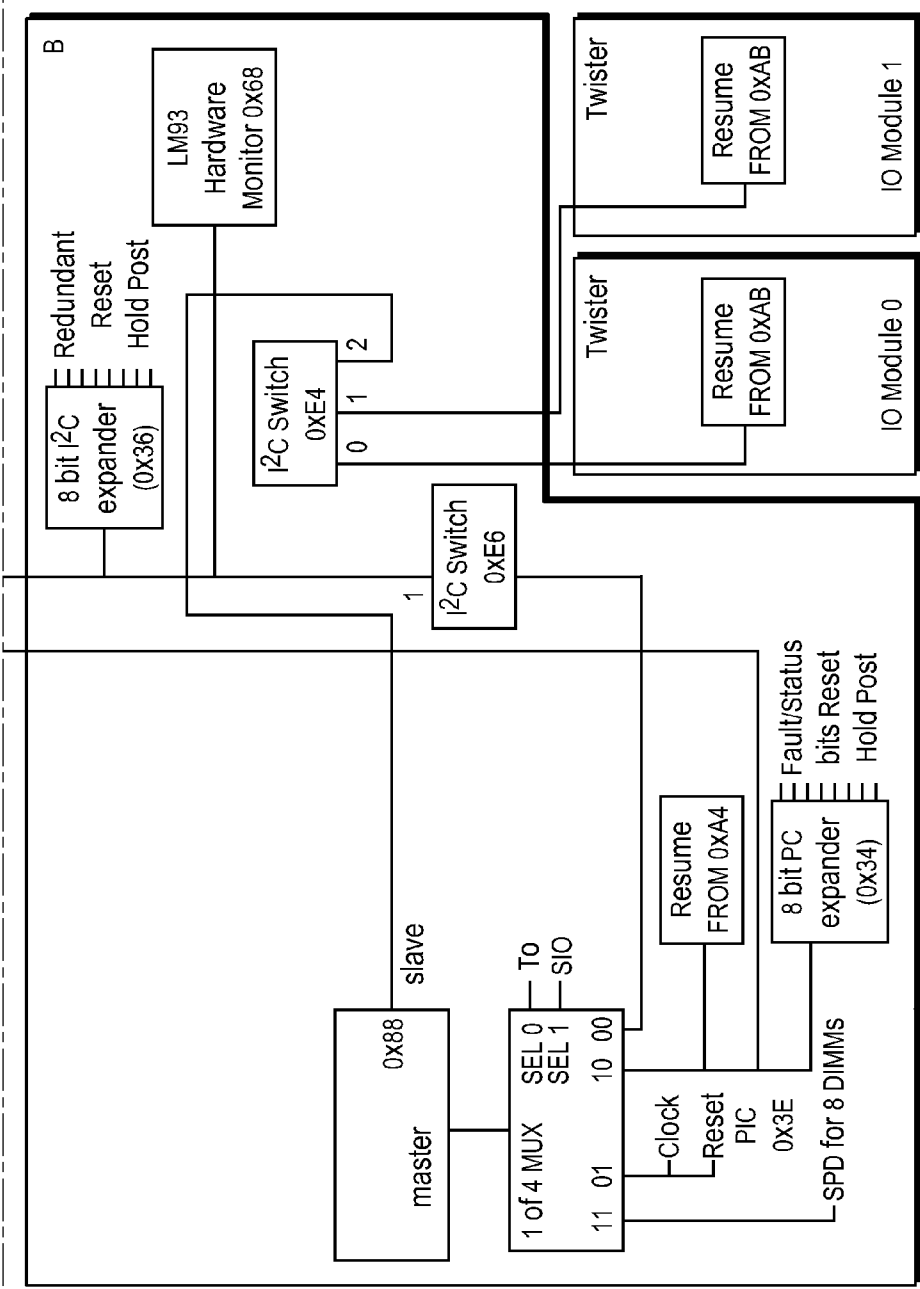 B
LM93
Hardware
Monitor 0x68
8 bit I2C
expander
(0x36)
Redundant
Reset
Hold Post
I2C Switch
0xE4
0
1
2
1
I2C Switch
0xE6
Twister
Resume
FROM 0xAB
IO Module 0
Twister
Resume
FROM 0xAB
IO Module 1
0x88
slave
master
1 of 4 MUX
SEL 0
SEL 1
To
SIO
11
01
10
00
Clock
Reset
PIC
0x3E
SPD for 8 DIMMs
Resume
FROM 0xA4
8 bit PC
expander
(0x34)
Fault/Status
bits Reset
Hold Post